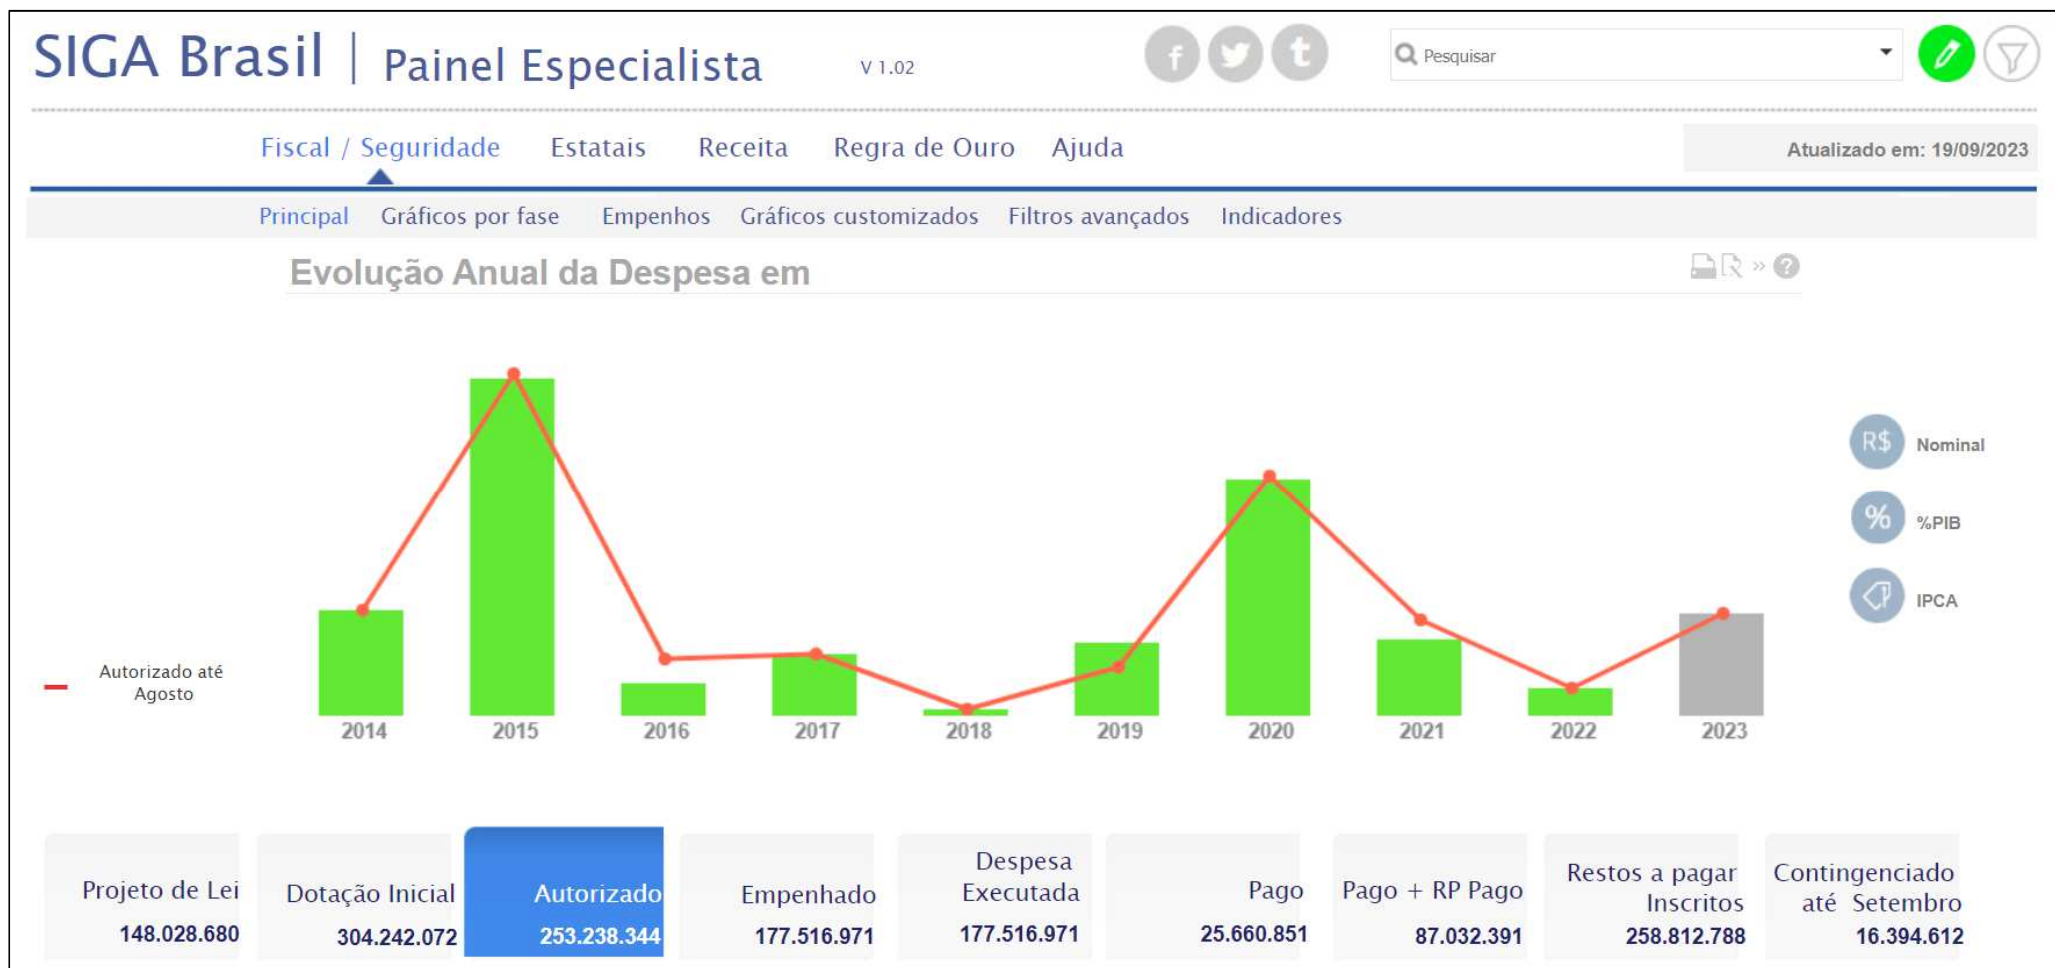 SIGA Brasil | Painel Especialista V 1.02 Pesquisar
Fiscal / Seguridade Estatais Receita Regra de Ouro Ajuda Atualizado em: 19/09/2023
Principal Gráficos por fase Empenhos Gráficos customizados Filtros avançados Indicadores
Evolução Anual da Despesa em
R$ Nominal
% %PIB
IPCA
Autorizado até
Agosto
2014 2015 2016 2017 2018 2019 2020 2021 2022 2023
Projeto de Lei
148.028.680
Dotação Inicial
304.242.072
Autorizado
253.238.344
Empenhado
177.516.971
Despesa
Executada
177.516.971
Pago
25.660.851
Pago + RP Pago
87.032.391
Restos a pagar
Inscritos
258.812.788
Contingenciado
até Setembro
16.394.612